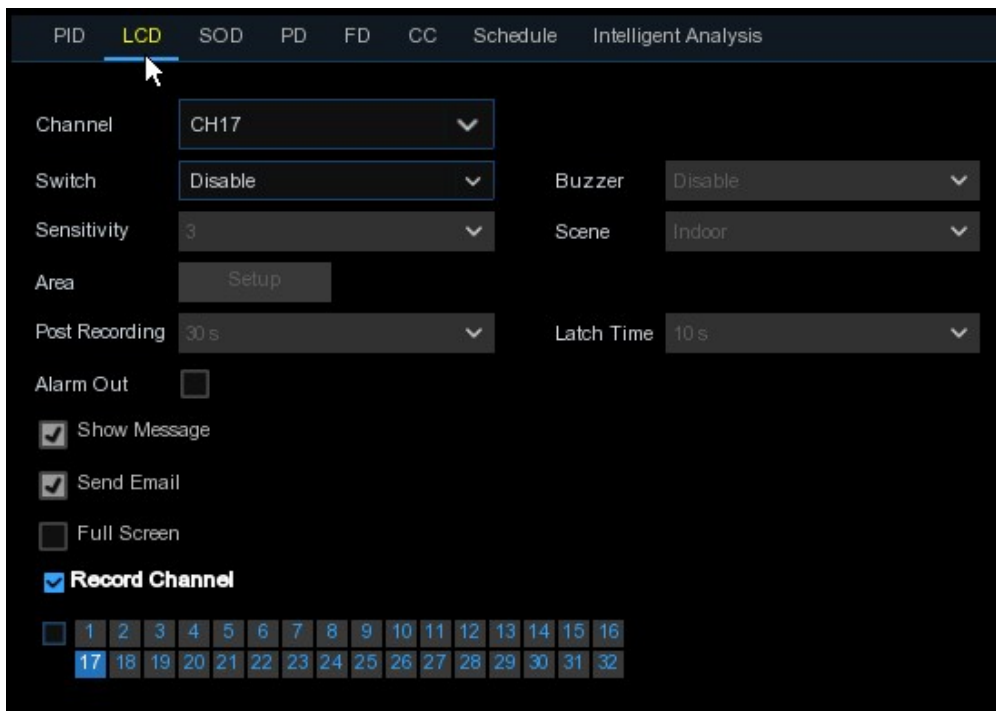 PID LCD SOD PD FD CC Schedule Intelligent Analysis
Channel CH17
Switch Disable Buzzer Disable
Sensitivity 3 Scene Indoor
Area Setup
Post Recording 30 s Latch Time 10 s
Alarm Out
Show Message
Send Email
Full Screen
Record Channel
1 2 3 4 5 6 7 8 9 10 11 12 13 14 15 16
17 18 19 20 21 22 23 24 25 26 27 28 29 30 31 32